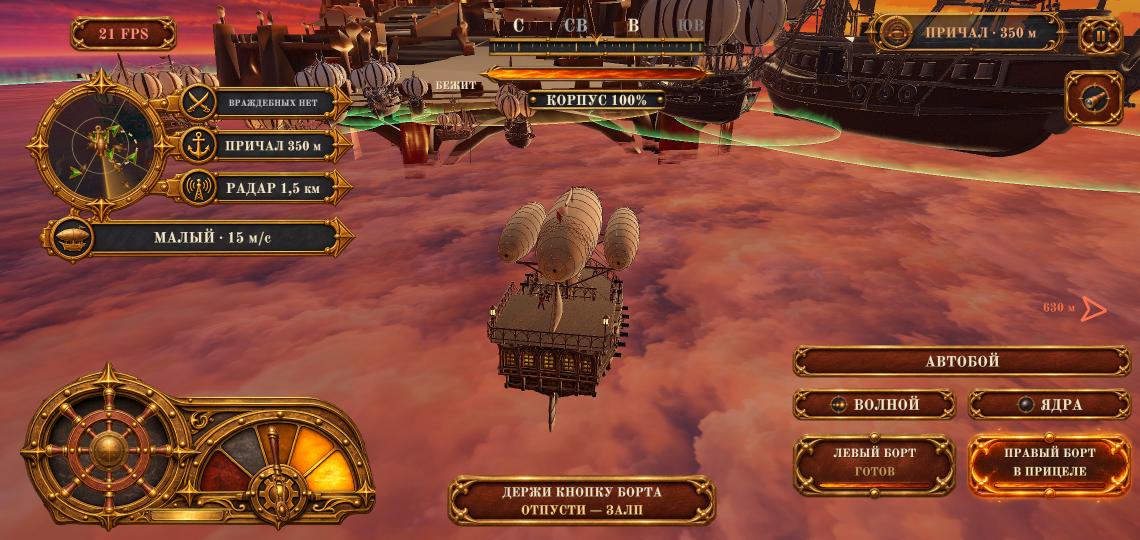 21 FPS
С СВ В ЮВ
ПРИЧАЛ · 350 м
БЕЖИТ
КОРПУС 100%
ВРАЖДЕБНЫХ НЕТ
ПРИЧАЛ 350 м
РАДАР 1,5 км
МАЛЫЙ · 15 м/с
630 м
АВТОБОЙ
ВОЛНОЙ
ЯДРА
ЛЕВЫЙ БОРТ
ГОТОВ
ПРАВЫЙ БОРТ
В ПРИЦЕЛЕ
ДЕРЖИ КНОПКУ БОРТА
ОТПУСТИ — ЗАЛП